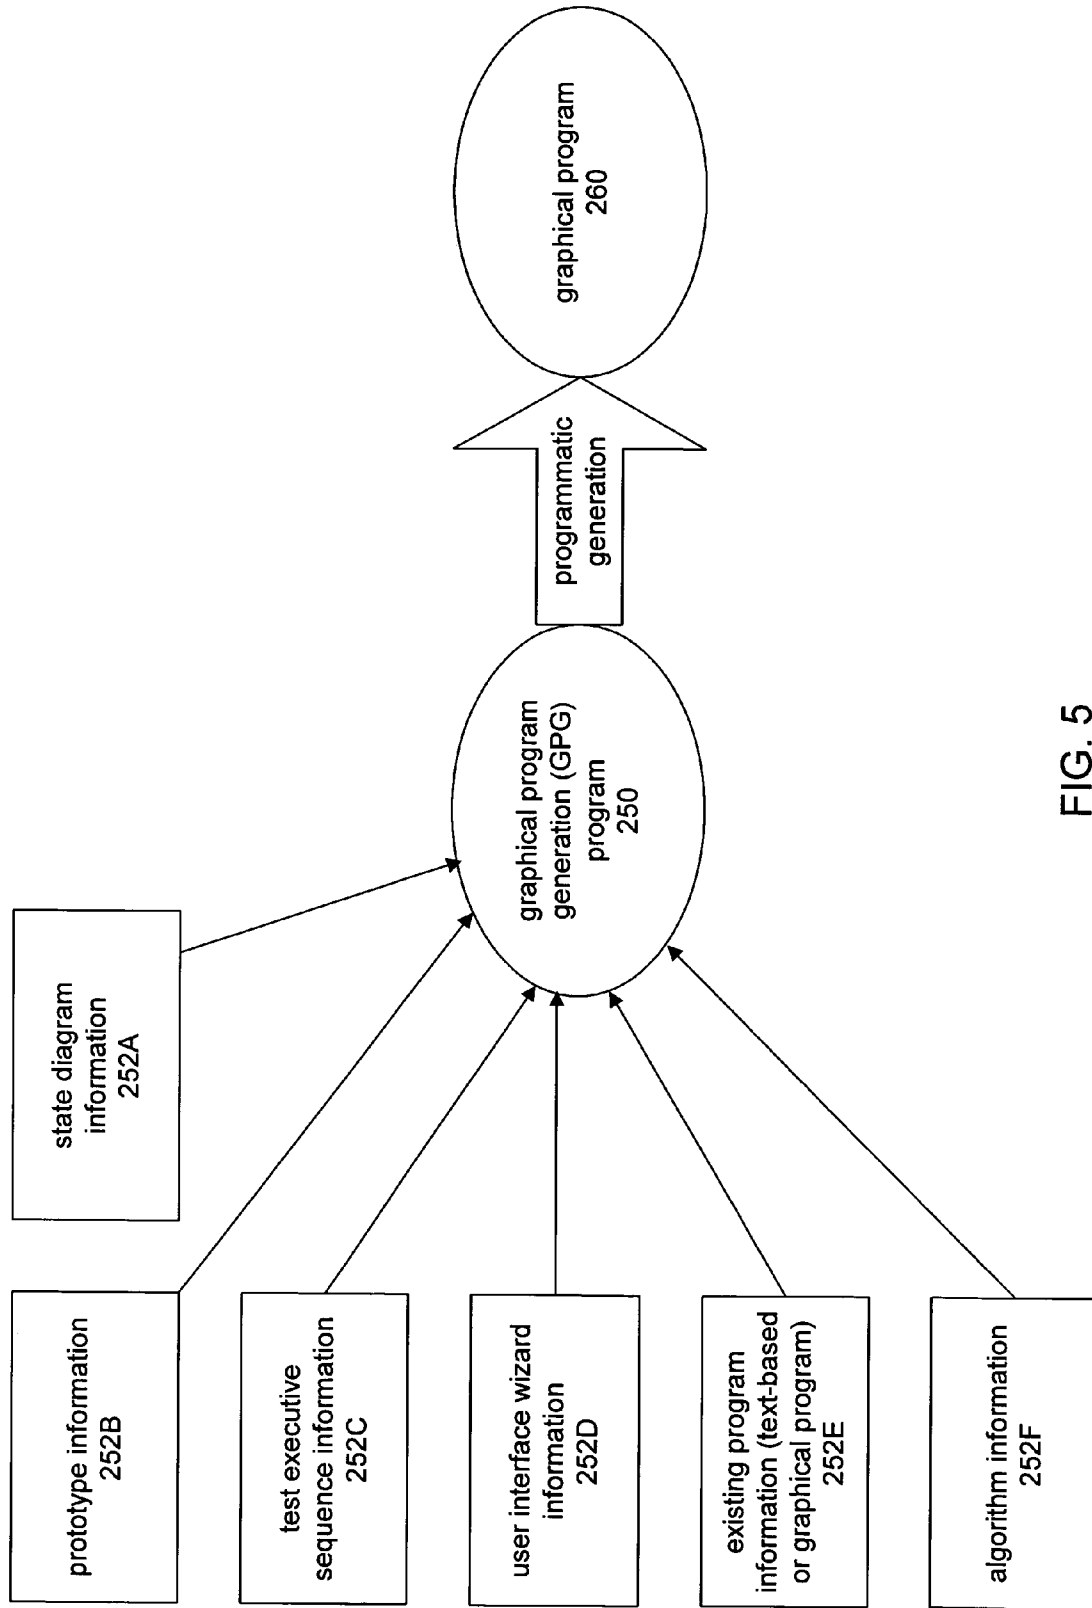 state diagram
information
252A
prototype information
252B
test executive
sequence information
252C
user interface wizard
information
252D
existing program
information (text-based
or graphical program)
252E
algorithm information
252F
graphical program
generation (GPG)
program
250
programmatic
generation
graphical program
260
FIG. 5